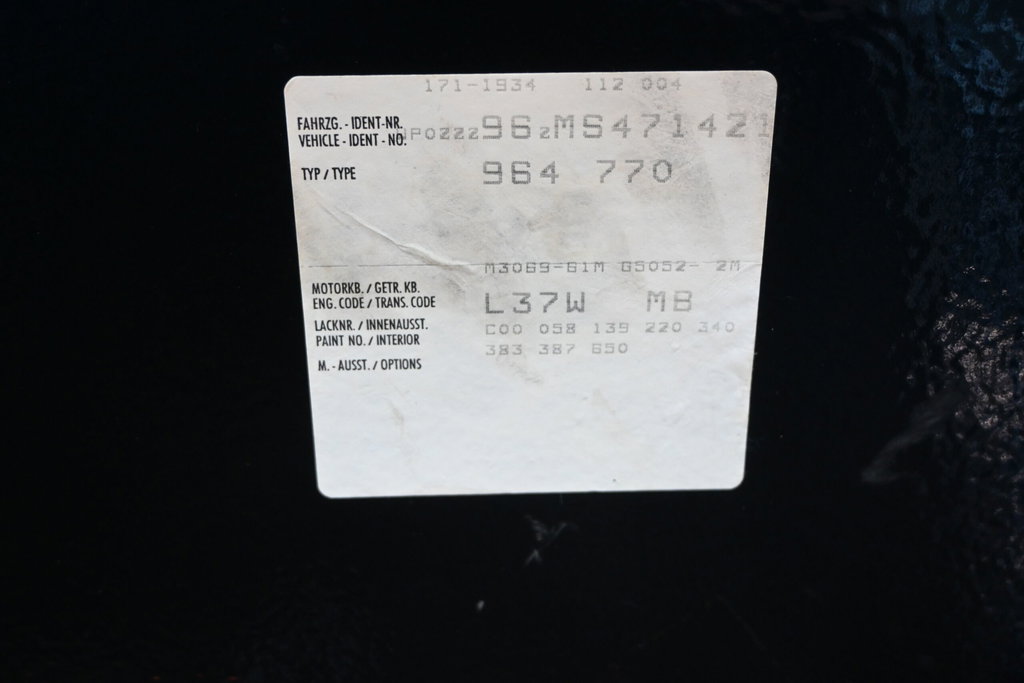 171-1934 112 004
FAHRZG. - IDENT-NR.
VEHICLE - IDENT - NO. WP0ZZZ96ZMS471421
TYP / TYPE 964 770
M3069-61M G5052- 2M
MOTORKB. / GETR. KB.
ENG. CODE / TRANS. CODE L37W MB
LACKNR. / INNENAUSST. C00 058 139 220 340
PAINT NO. / INTERIOR 383 387 650
M. - AUSST. / OPTIONS